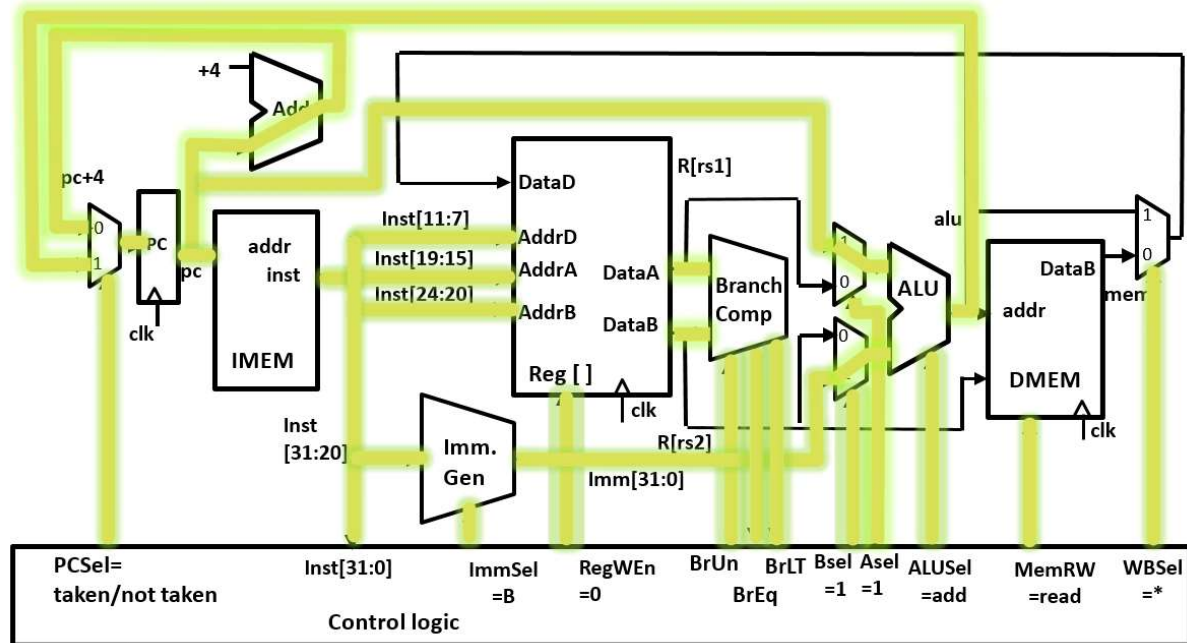 +4
Add
pc+4
0
1
PC
pc
clk
addr
inst
IMEM
Inst[11:7]
Inst[19:15]
Inst[24:20]
DataD
AddrD
AddrA
AddrB
DataA
DataB
Reg [ ]
clk
R[rs1]
Branch
Comp
1
0
0
ALU
alu
addr
DataB
DMEM
clk
mem
1
0
Inst
[31:20]
Imm.
Gen
R[rs2]
Imm[31:0]
PCSel=
taken/not taken
Inst[31:0]
ImmSel
=B
RegWEn
=0
BrUn
BrEq
BrLT
Bsel
=1
Asel
=1
ALUSel
=add
MemRW
=read
WBSel
=*
Control logic